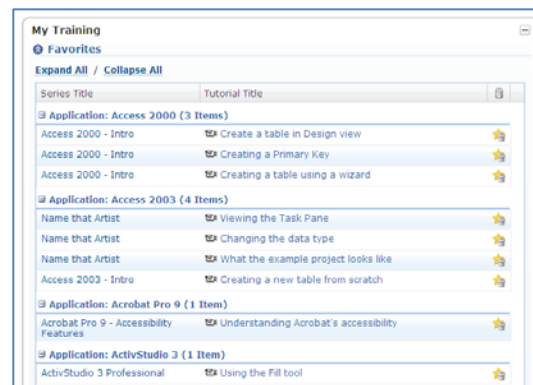 My Training
Favorites
Expand All / Collapse All
Series Title Tutorial Title
Application: Access 2000 (3 Items)
Access 2000 - Intro Create a table in Design view
Access 2000 - Intro Creating a Primary Key
Access 2000 - Intro Creating a table using a wizard
Application: Access 2003 (4 Items)
Name that Artist Viewing the Task Pane
Name that Artist Changing the data type
Name that Artist What the example project looks like
Access 2003 - Intro Creating a new table from scratch
Application: Acrobat Pro 9 (1 Item)
Acrobat Pro 9 - Accessibility Understanding Acrobat's accessibility
Features
Application: ActivStudio 3 (1 Item)
ActivStudio 3 Professional Using the Fill tool